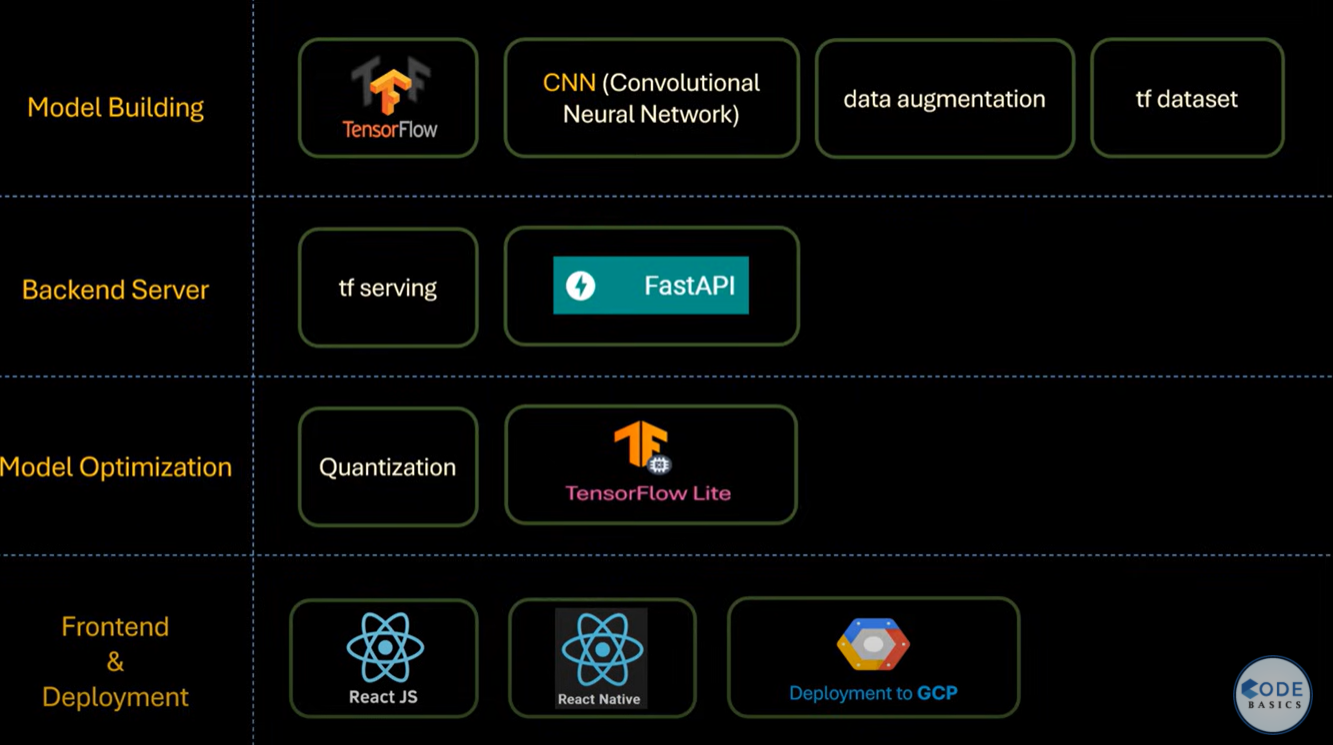 Model Building
TensorFlow
CNN (Convolutional
Neural Network)
data augmentation
tf dataset
Backend Server
tf serving
FastAPI
Model Optimization
Quantization
TensorFlow Lite
Frontend
&
Deployment
React JS
React Native
Deployment to GCP
CODE
BASICS